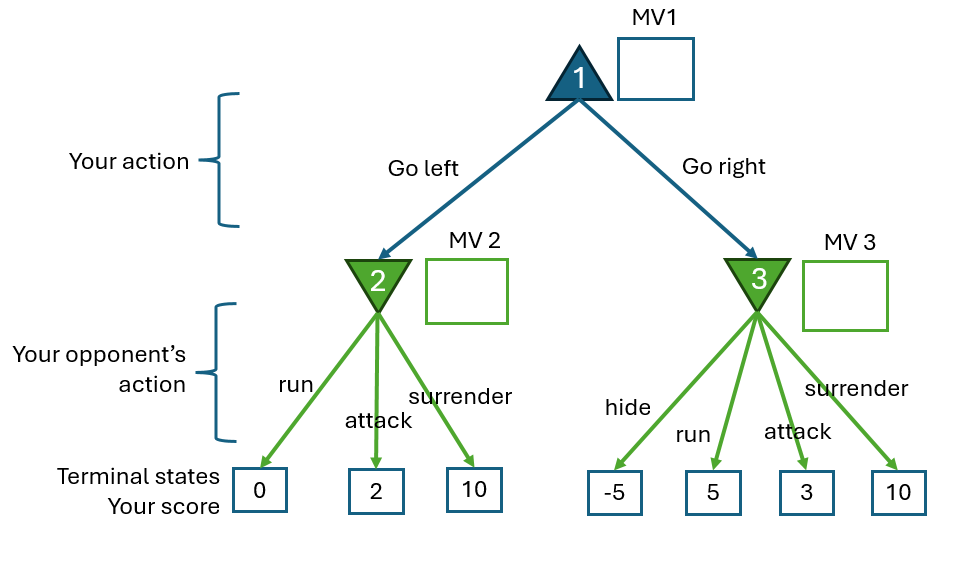 MV1
1
Your action
Go left
Go right
MV 2
MV 3
2
3
Your opponent's
action
run
attack
surrender
hide
run
attack
surrender
Terminal states
Your score
0
2
10
-5
5
3
10